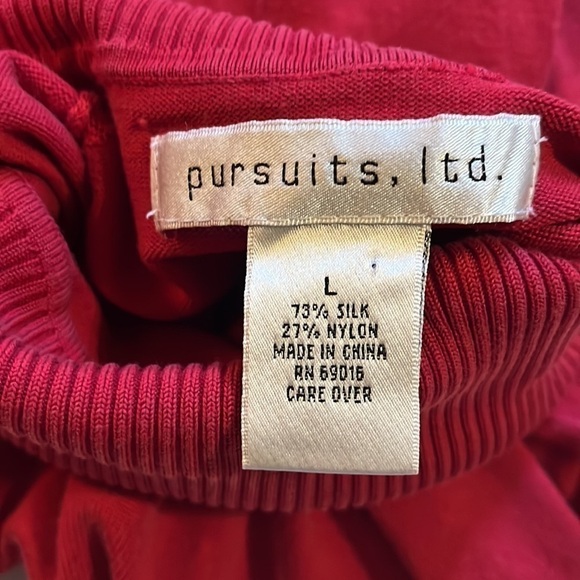 pursuits, ltd.
L
73% SILK
27% NYLON
MADE IN CHINA
RN 69016
CARE OVER